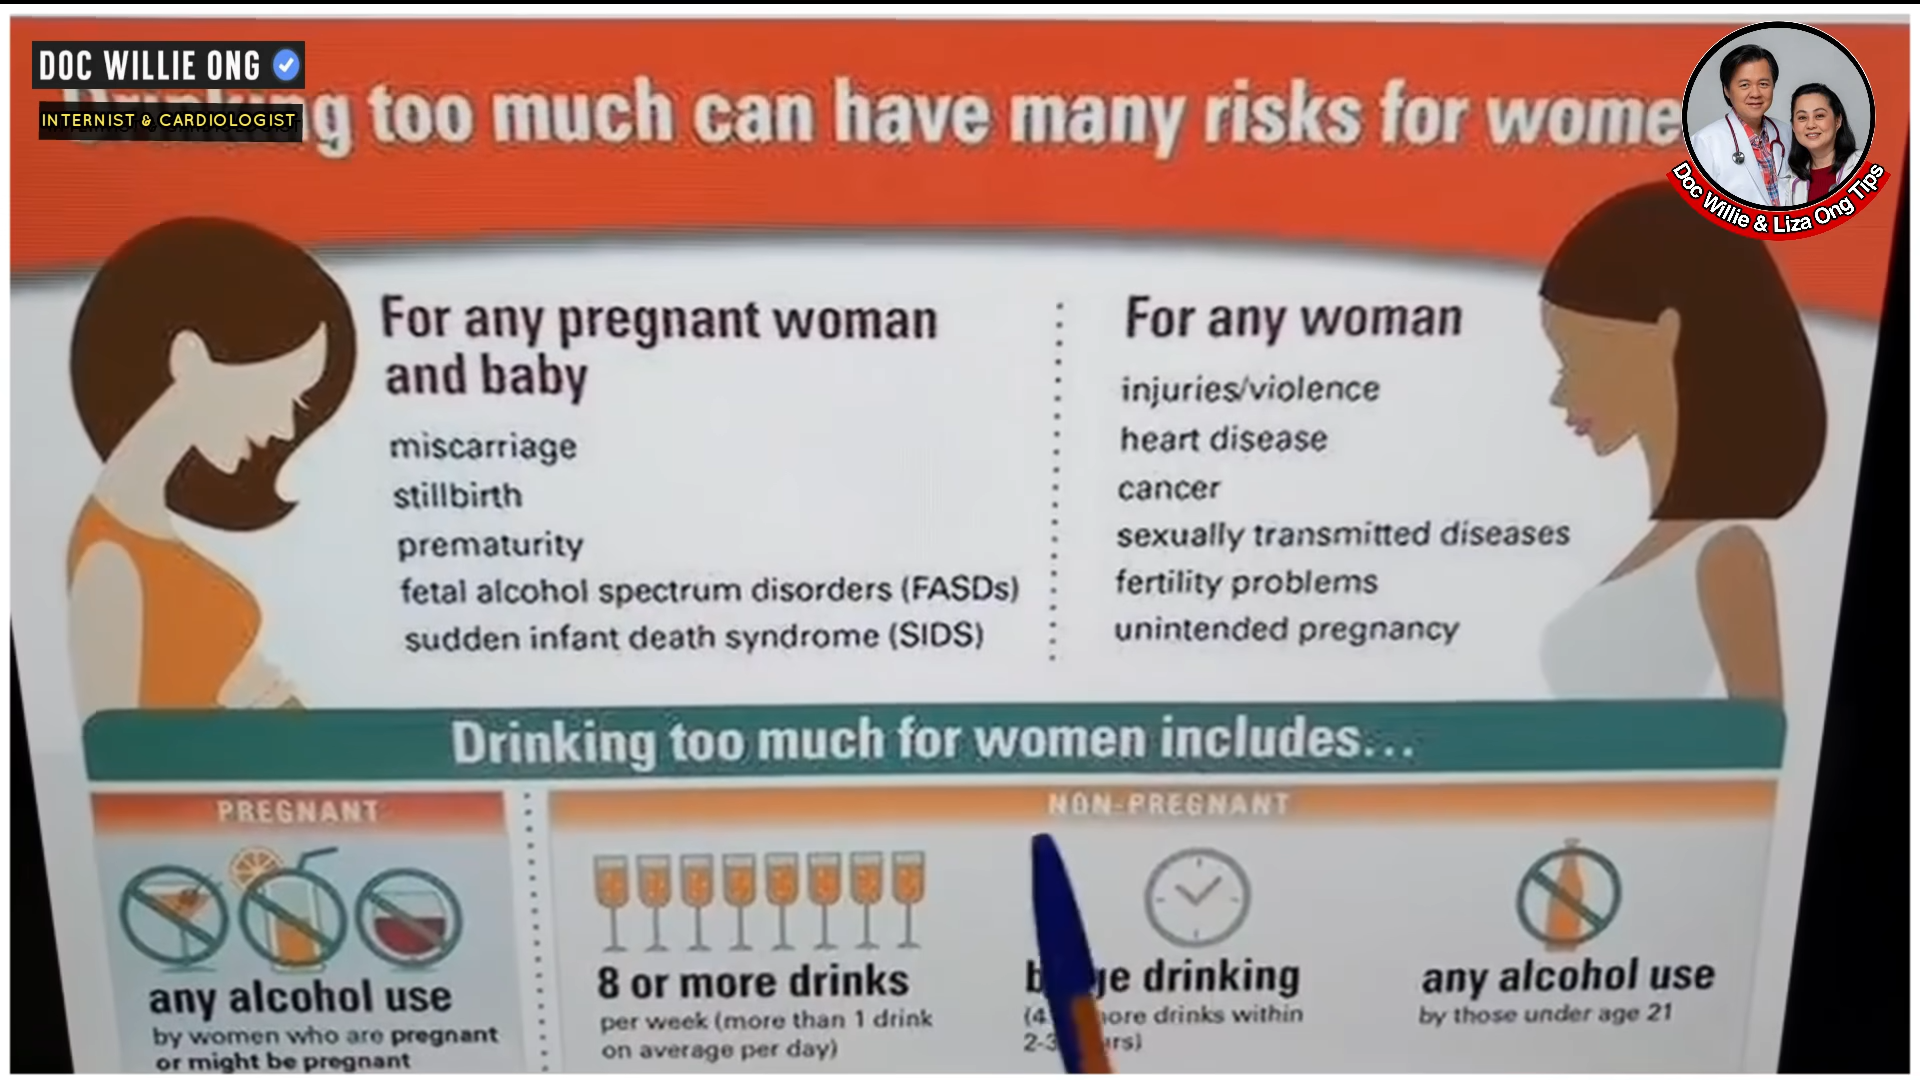 DOC WILLIE ONG
INTERNIST & CARDIOLOGIST
too much can have many risks for
Doc Willie & Liza Ong Tips
For any pregnant woman
and baby
miscarriage
stillbirth
prematurity
fetal alcohol spectrum disorders (FASDs)
sudden infant death syndrome (SIDS)
For any woman
injuries/violence
heart disease
cancer
sexually transmitted diseases
fertility problems
unintended pregnancy
Drinking too much for women includes...
PREGNANT
any alcohol use
by women who are pregnant
or might be pregnant
NON-PREGNANT
8 or more drinks
per week (more than 1 drink
on average per day)
drinking
drinks within
any alcohol use
by those under age 21